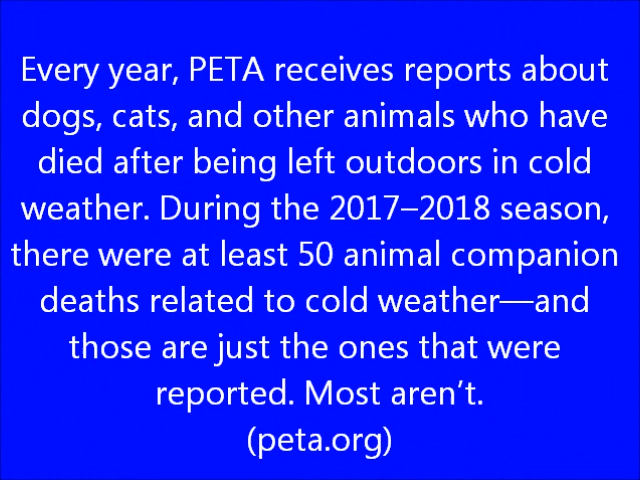 Every year, PETA receives reports about
dogs, cats, and other animals who have
died after being left outdoors in cold
weather. During the 2017–2018 season,
there were at least 50 animal companion
deaths related to cold weather—and
those are just the ones that were
reported. Most aren’t.
(peta.org)